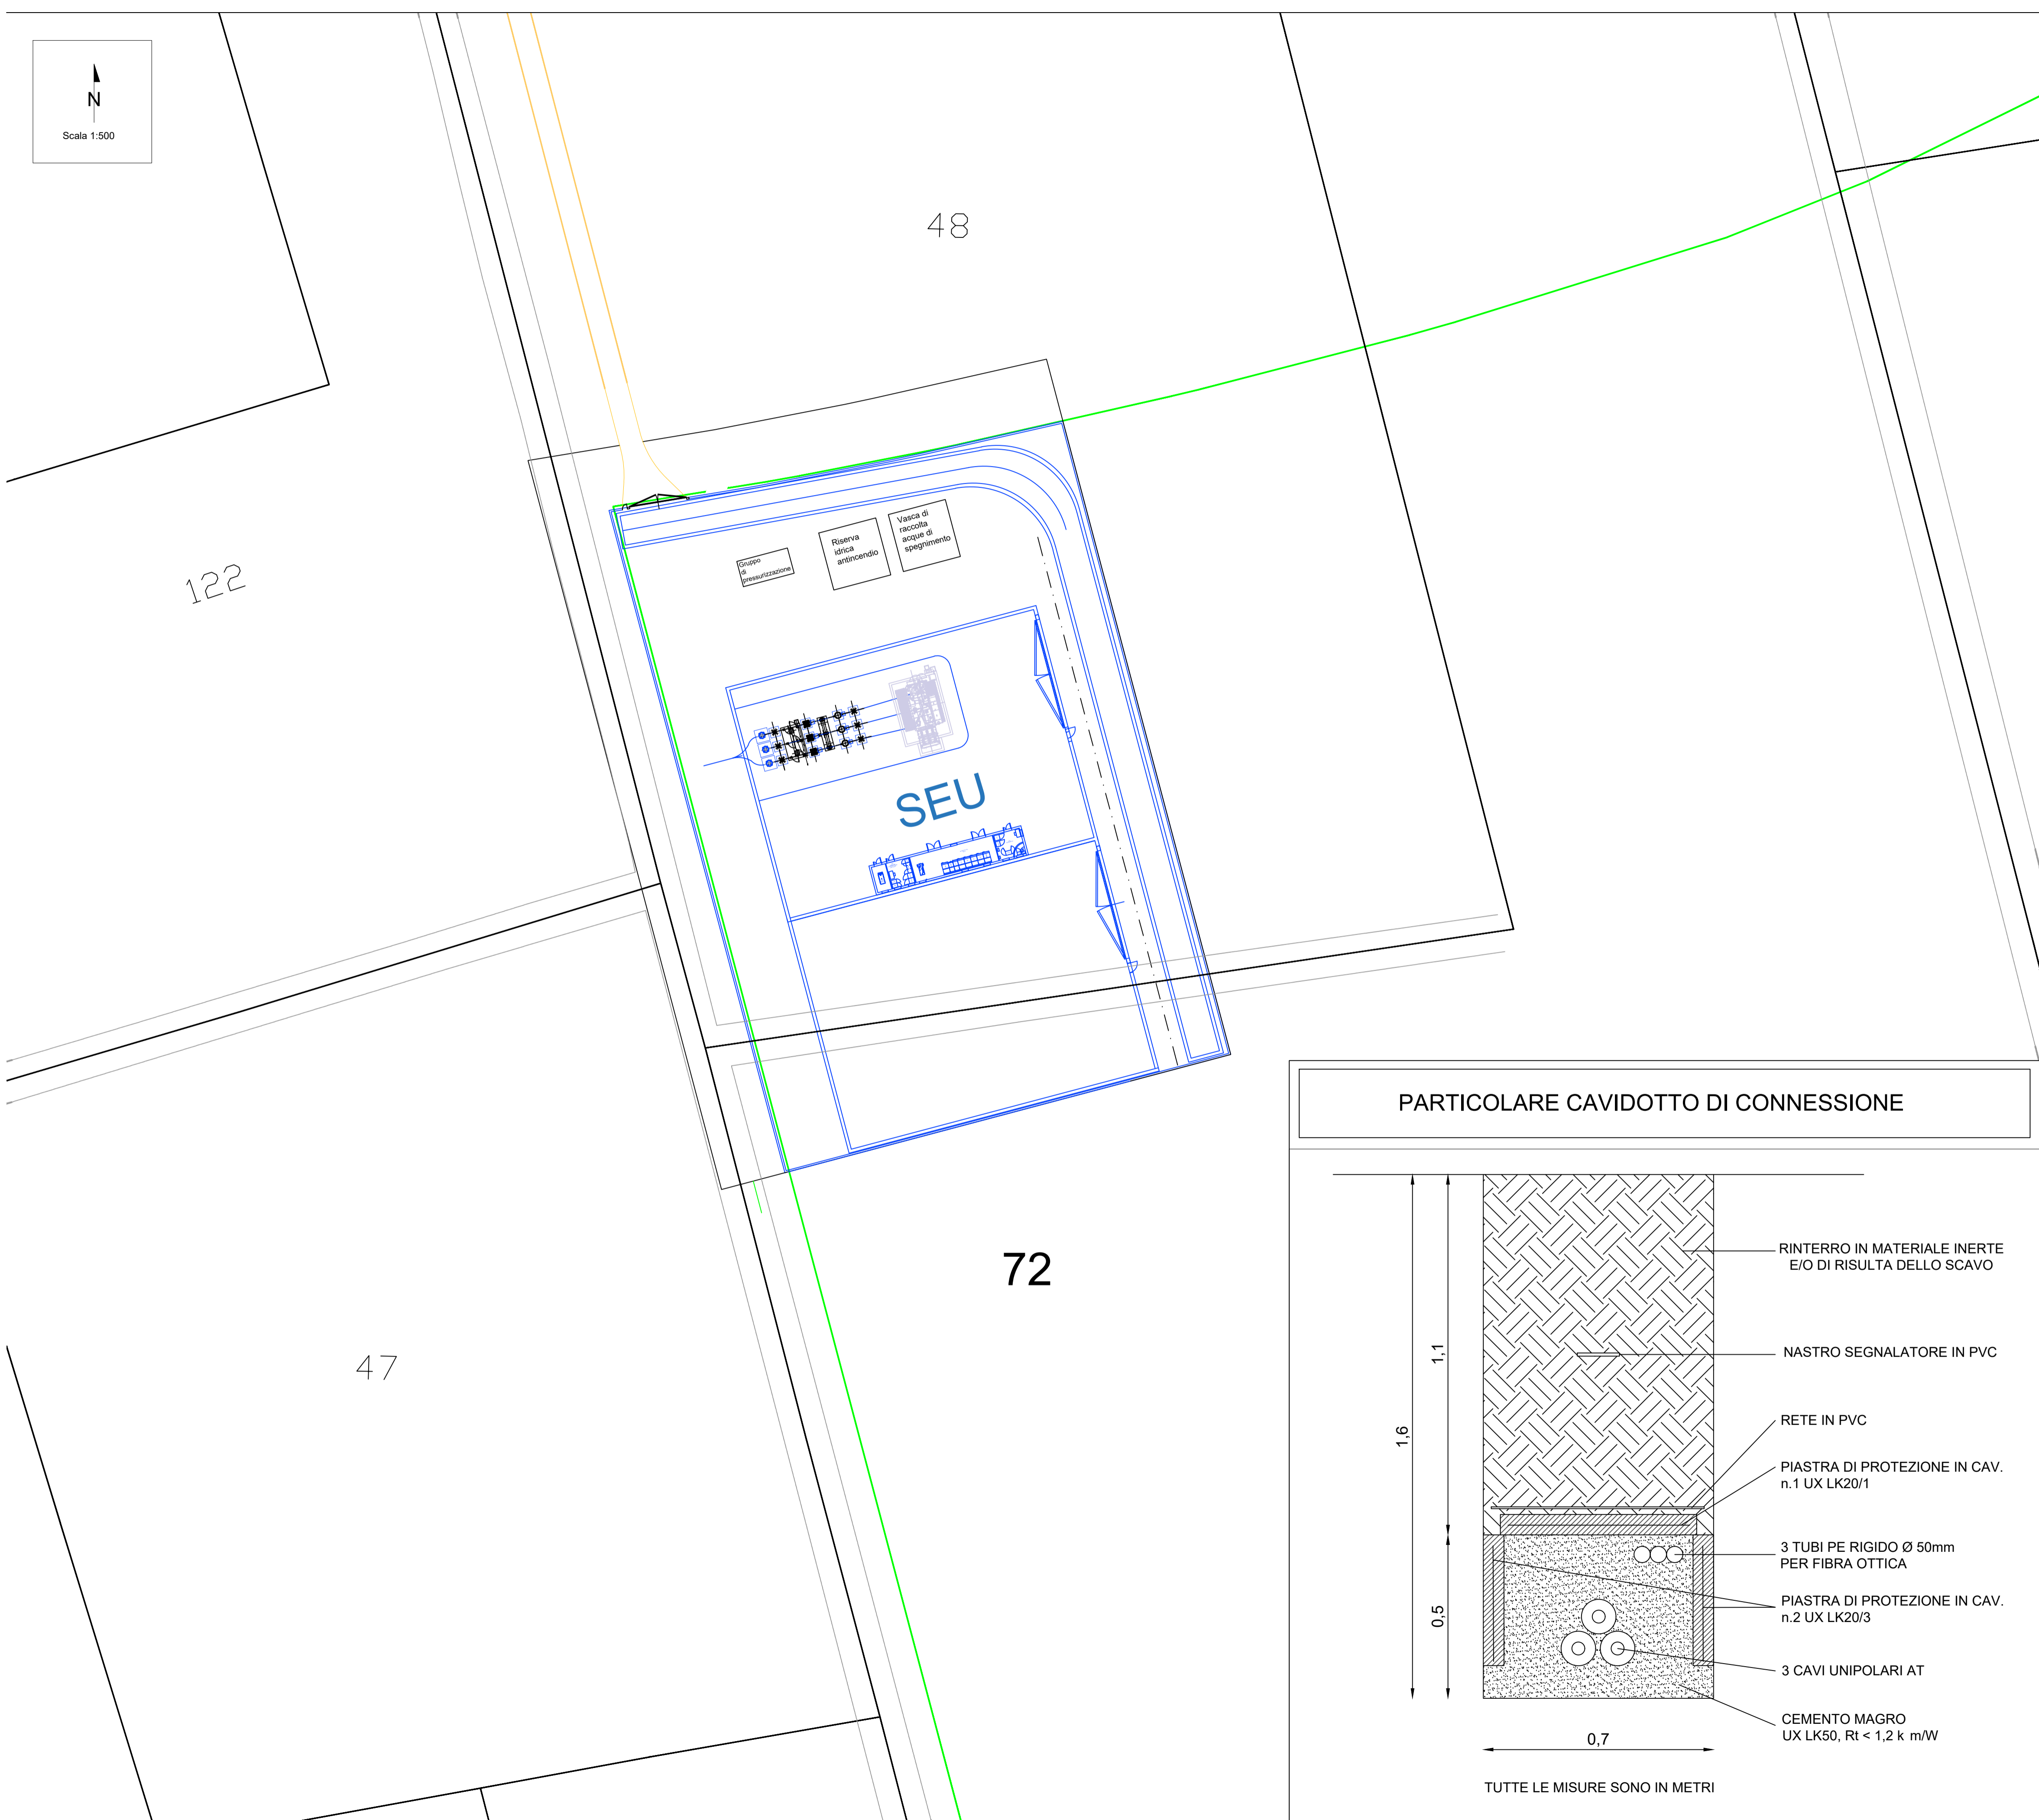 N
Scala 1:500
48
122
Gruppo
di
pressurizzazione
Riserva
idrica
antincendio
Vasca di
raccolta
acque di
spegnimento
SEU
72
47
PARTICOLARE CAVIDOTTO DI CONNESSIONE
RINTERRO IN MATERIALE INERTE
E/O DI RISULTA DELLO SCAVO
1,1
NASTRO SEGNALATORE IN PVC
1,6
RETE IN PVC
PIASTRA DI PROTEZIONE IN CAV.
n.1 UX LK20/1
3 TUBI PE RIGIDO Ø 50mm
PER FIBRA OTTICA
0,5
PIASTRA DI PROTEZIONE IN CAV.
n.2 UX LK20/3
3 CAVI UNIPOLARI AT
CEMENTO MAGRO
UX LK50, Rt < 1,2 k m/W
0,7
TUTTE LE MISURE SONO IN METRI